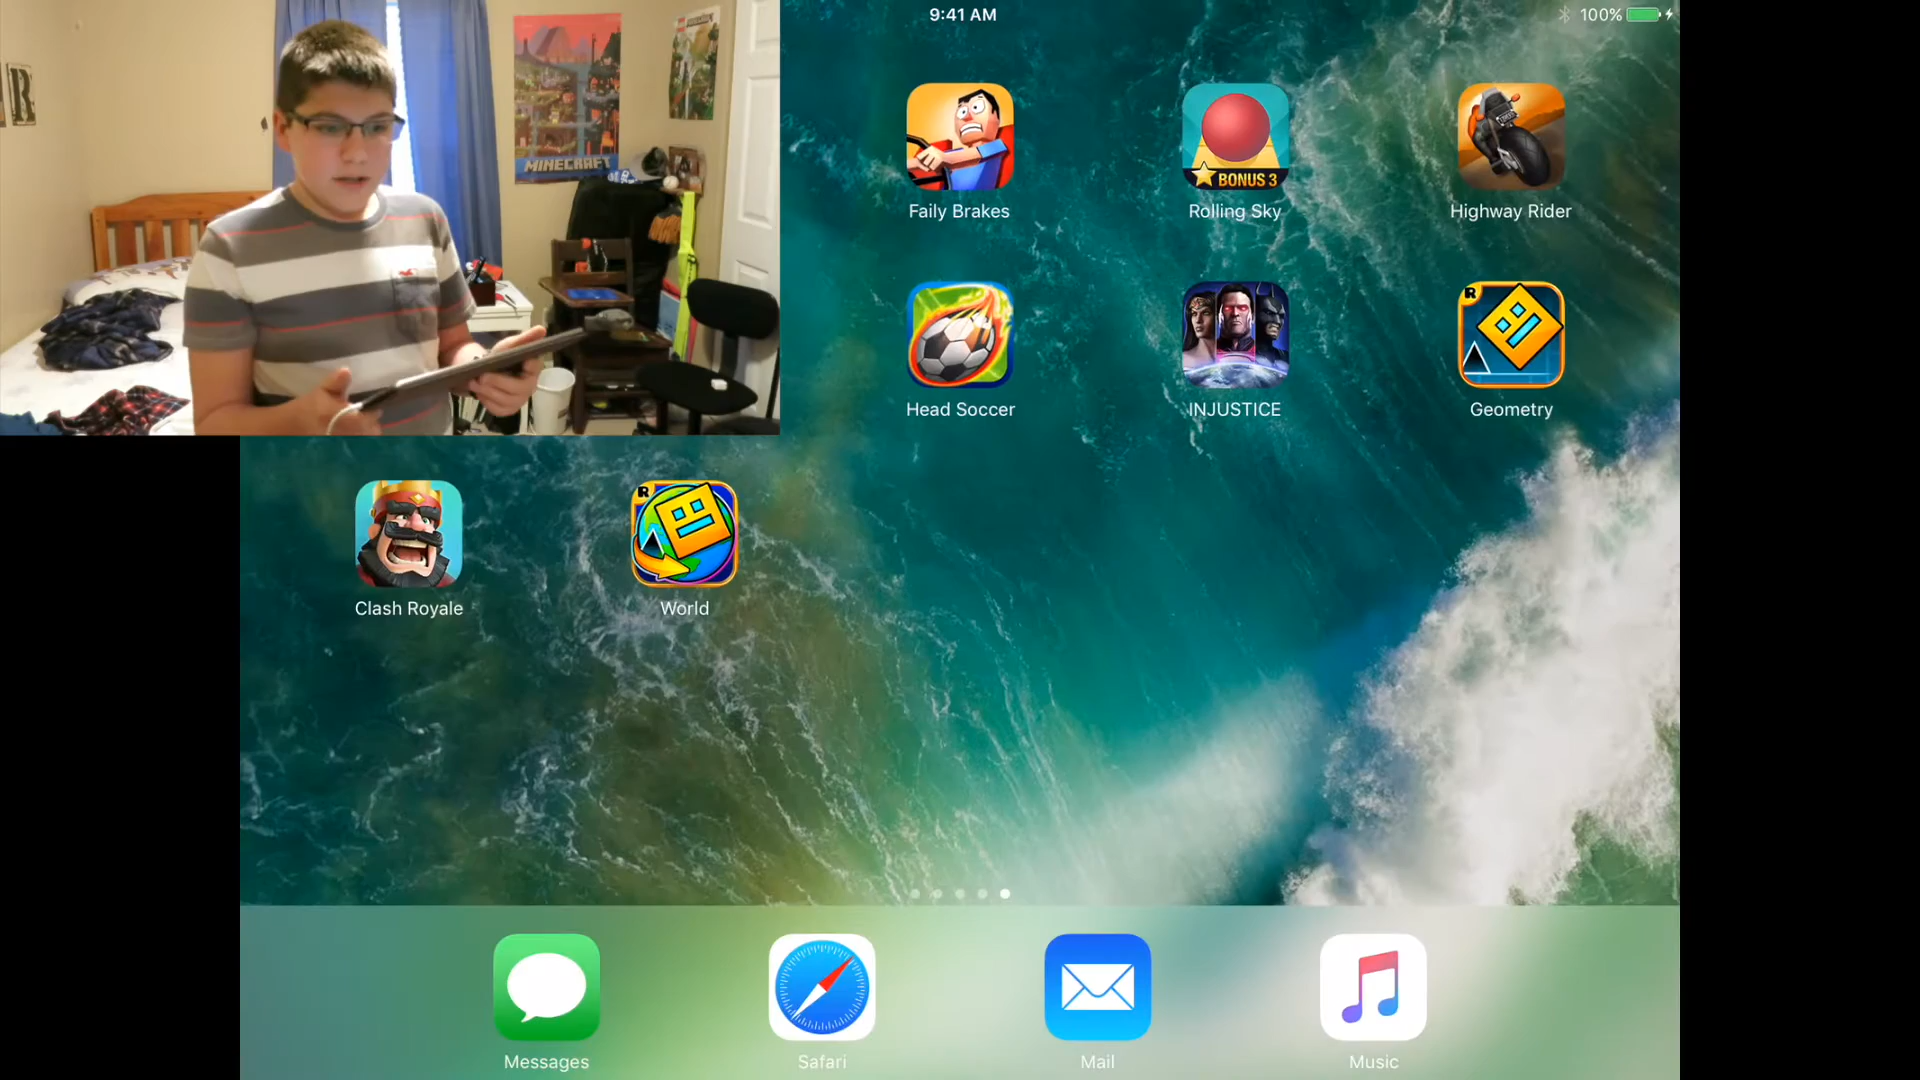 9:41 AM
100%
R
MINECRAFT
BONUS 3
Faily Brakes
Rolling Sky
Highway Rider
R
Head Soccer
INJUSTICE
Geometry
R
Clash Royale
World
Messages
Safari
Mail
Music